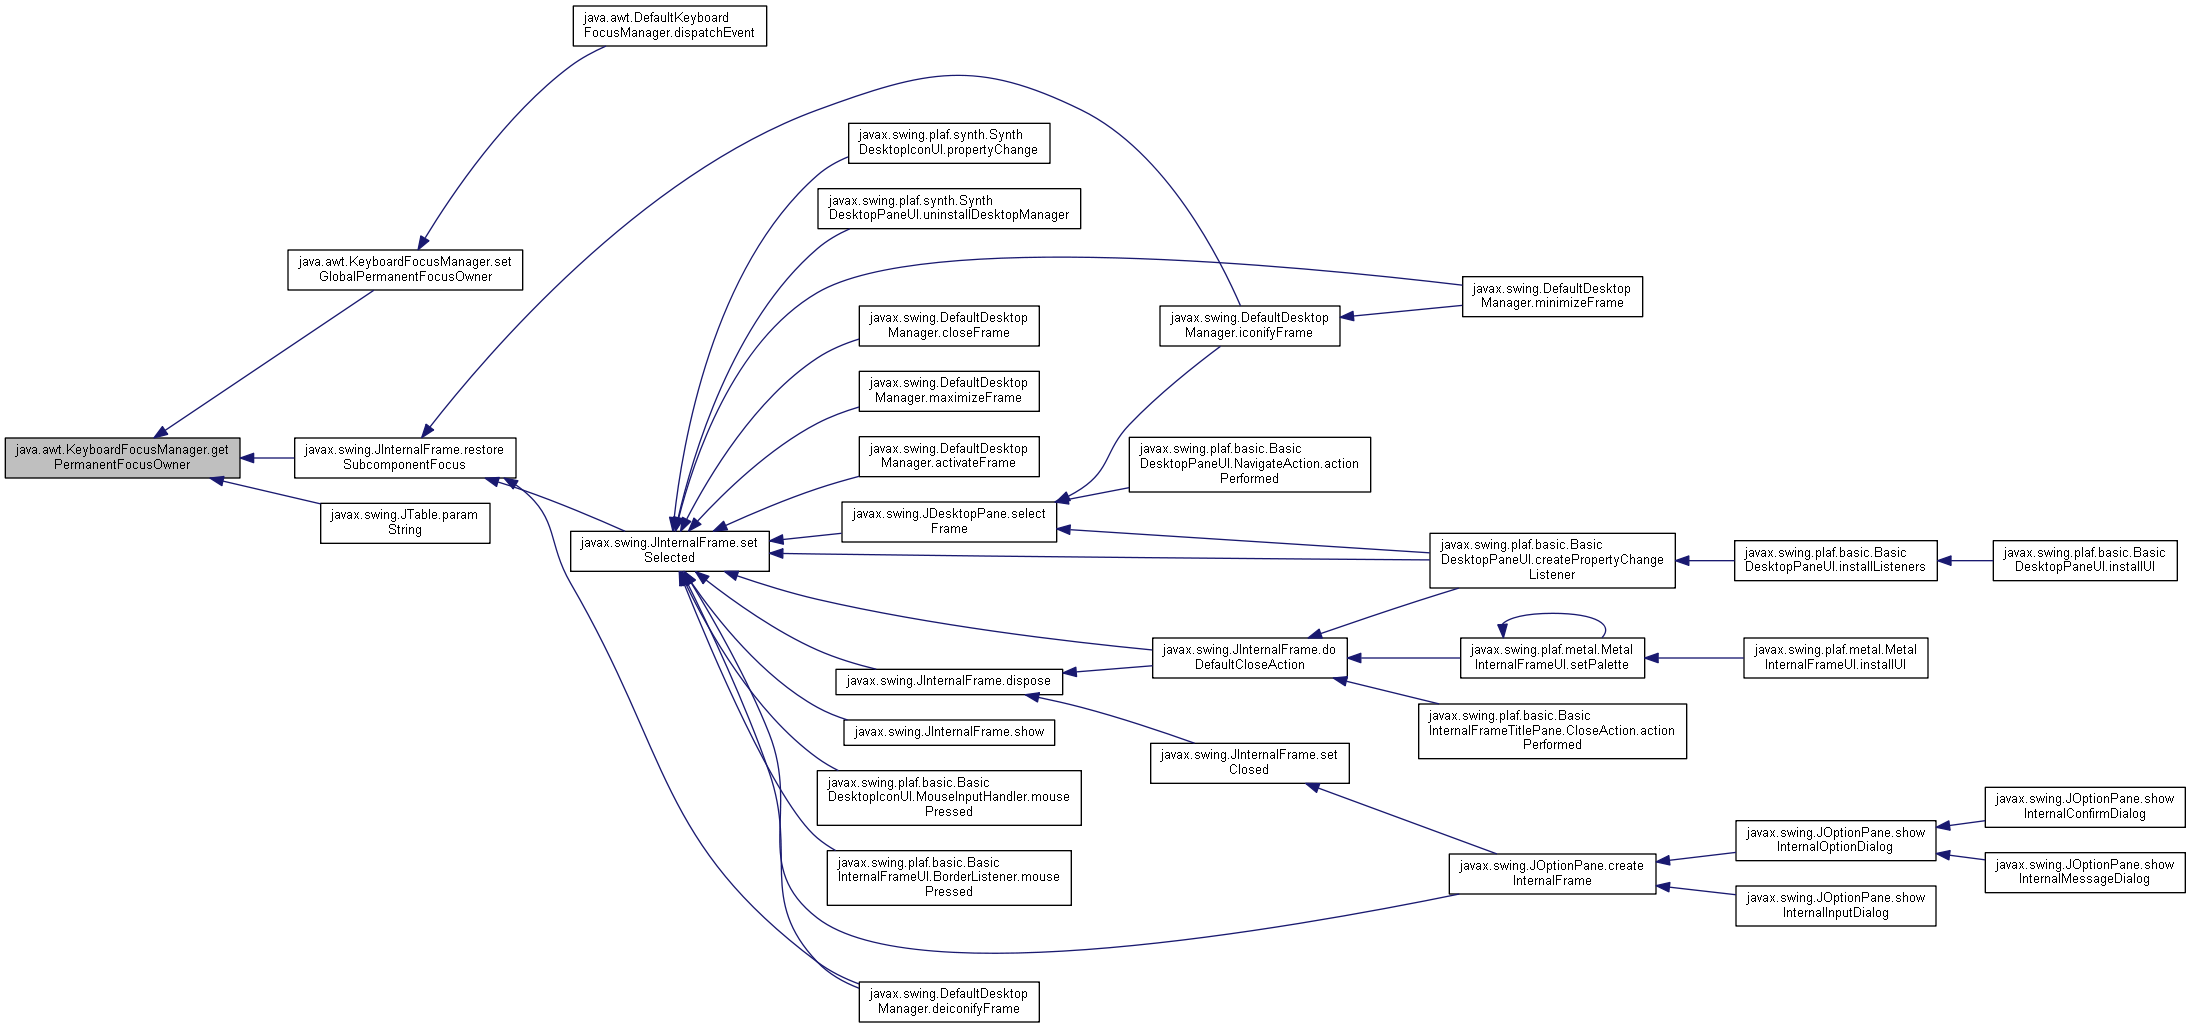 java.awt.DefaultKeyboard
FocusManager.dispatchEvent
javax.swing.plaf.synth.Synth
DesktopIconUI.propertyChange
javax.swing.plaf.synth.Synth
DesktopPaneUI.uninstallDesktopManager
java.awt.KeyboardFocusManager.set
GlobalPermanentFocusOwner
javax.swing.DefaultDesktop
Manager.minimizeFrame
javax.swing.DefaultDesktop
Manager.closeFrame
javax.swing.DefaultDesktop
Manager.iconifyFrame
javax.swing.DefaultDesktop
Manager.maximizeFrame
java.awt.KeyboardFocusManager.get
PermanentFocusOwner
javax.swing.JInternalFrame.restore
SubcomponentFocus
javax.swing.DefaultDesktop
Manager.activateFrame
javax.swing.plaf.basic.Basic
DesktopPaneUI.NavigateAction.action
Performed
javax.swing.JTable.param
String
javax.swing.JDesktopPane.select
Frame
javax.swing.JInternalFrame.set
Selected
javax.swing.plaf.basic.Basic
DesktopPaneUI.createPropertyChange
Listener
javax.swing.plaf.basic.Basic
DesktopPaneUI.installListeners
javax.swing.plaf.basic.Basic
DesktopPaneUI.installUI
javax.swing.JInternalFrame.do
DefaultCloseAction
javax.swing.plaf.metal.Metal
InternalFrameUI.setPalette
javax.swing.plaf.metal.Metal
InternalFrameUI.installUI
javax.swing.JInternalFrame.dispose
javax.swing.plaf.basic.Basic
InternalFrameTitlePane.CloseAction.action
Performed
javax.swing.JInternalFrame.show
javax.swing.JInternalFrame.set
Closed
javax.swing.plaf.basic.Basic
DesktopIconUI.MouseInputHandler.mouse
Pressed
javax.swing.JOptionPane.show
InternalConfirmDialog
javax.swing.JOptionPane.show
InternalOptionDialog
javax.swing.plaf.basic.Basic
InternalFrameUI.BorderListener.mouse
Pressed
javax.swing.JOptionPane.create
InternalFrame
javax.swing.JOptionPane.show
InternalMessageDialog
javax.swing.JOptionPane.show
InternalInputDialog
javax.swing.DefaultDesktop
Manager.deiconifyFrame